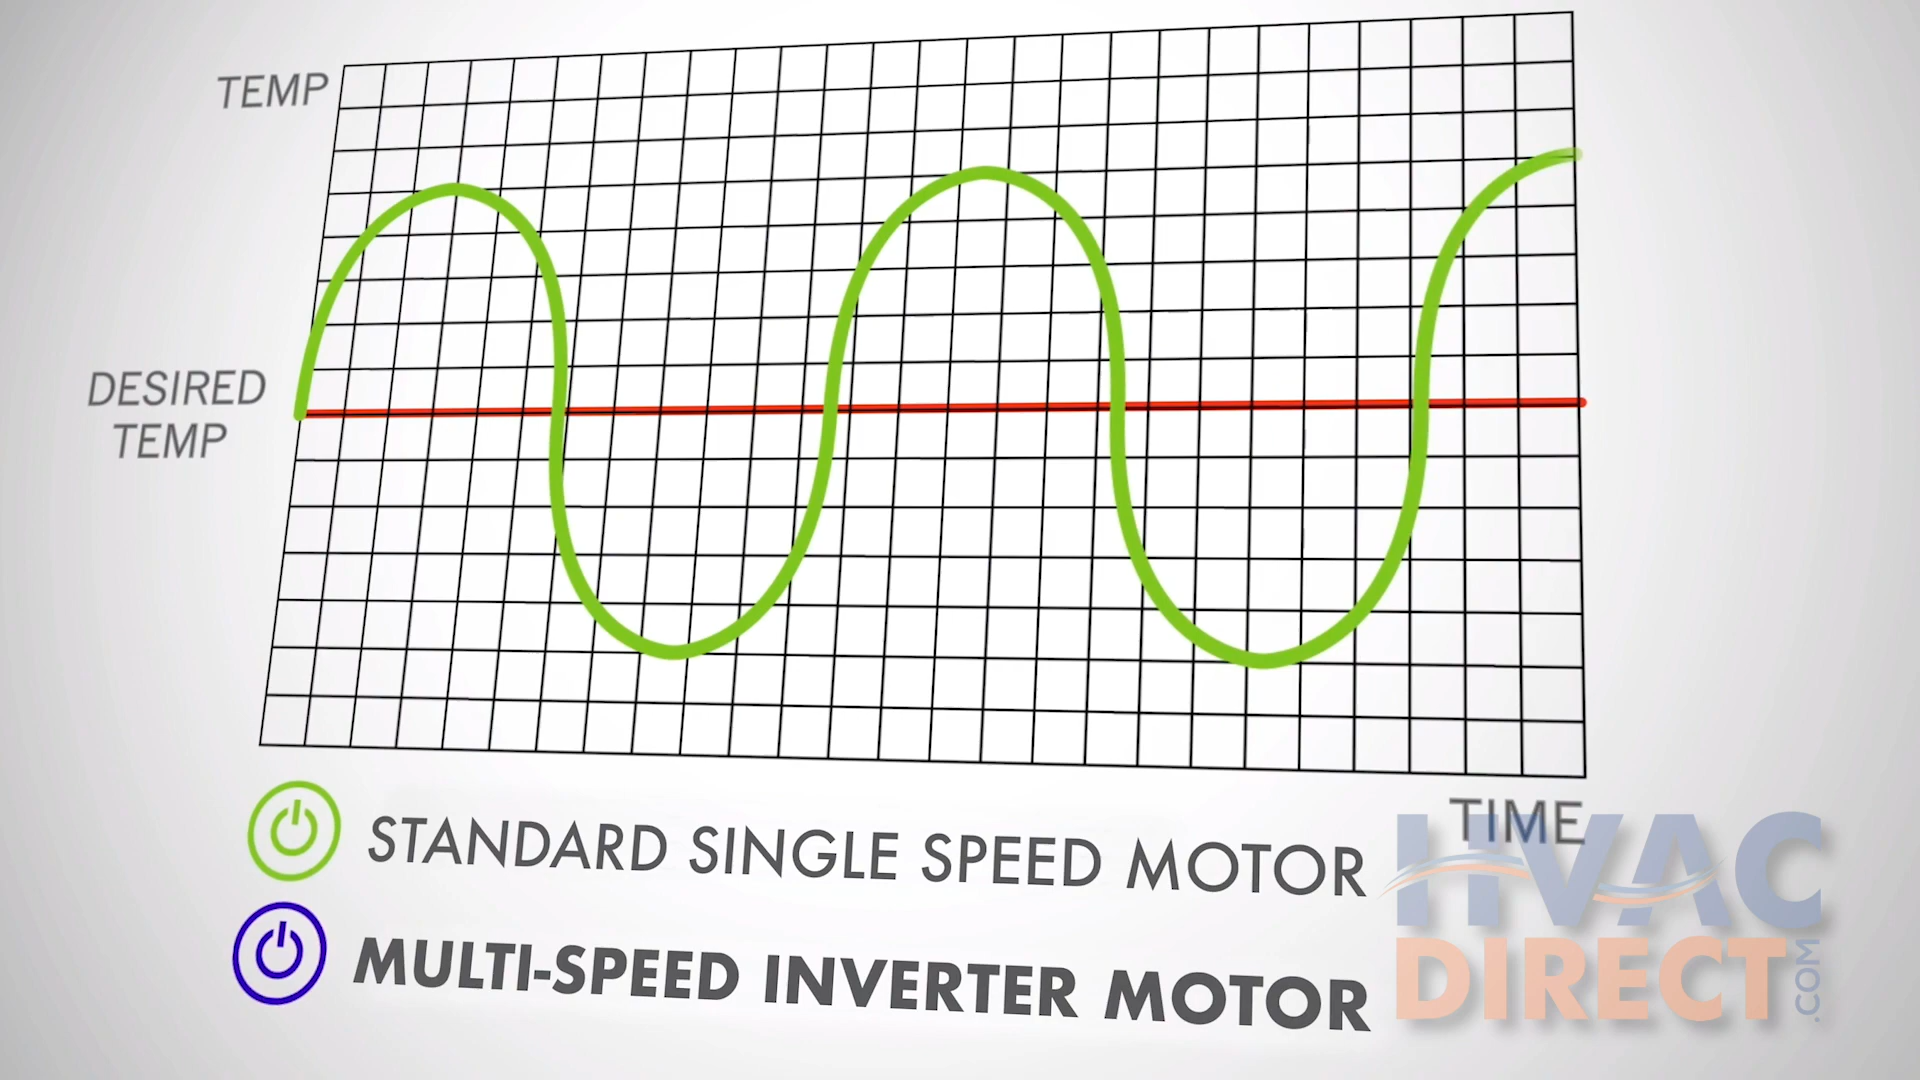 TEMP
DESIRED
TEMP
TIME
STANDARD SINGLE SPEED MOTOR
MULTI-SPEED INVERTER MOTOR
HVAC
DIRECT
.COM